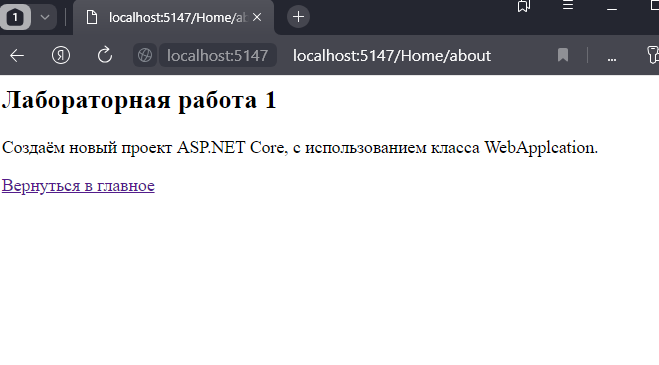 1
localhost:5147/Home/ab
Я localhost:5147 localhost:5147/Home/about ...
Лабораторная работа 1
Создаём новый проект ASP.NET Core, с использованием класса WebApplcation.
Вернуться в главное